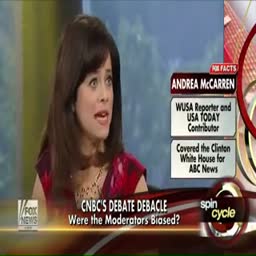 FOX FACTS
ANDREA McCARREN
WUSA Reporter and
USA TODAY
Contributor
Covered the Clinton
White House for
ABC News
CNBC'S DEBATE DEBACLE
Were the Moderators Biased?
FOX
NEWS
spin
cycle